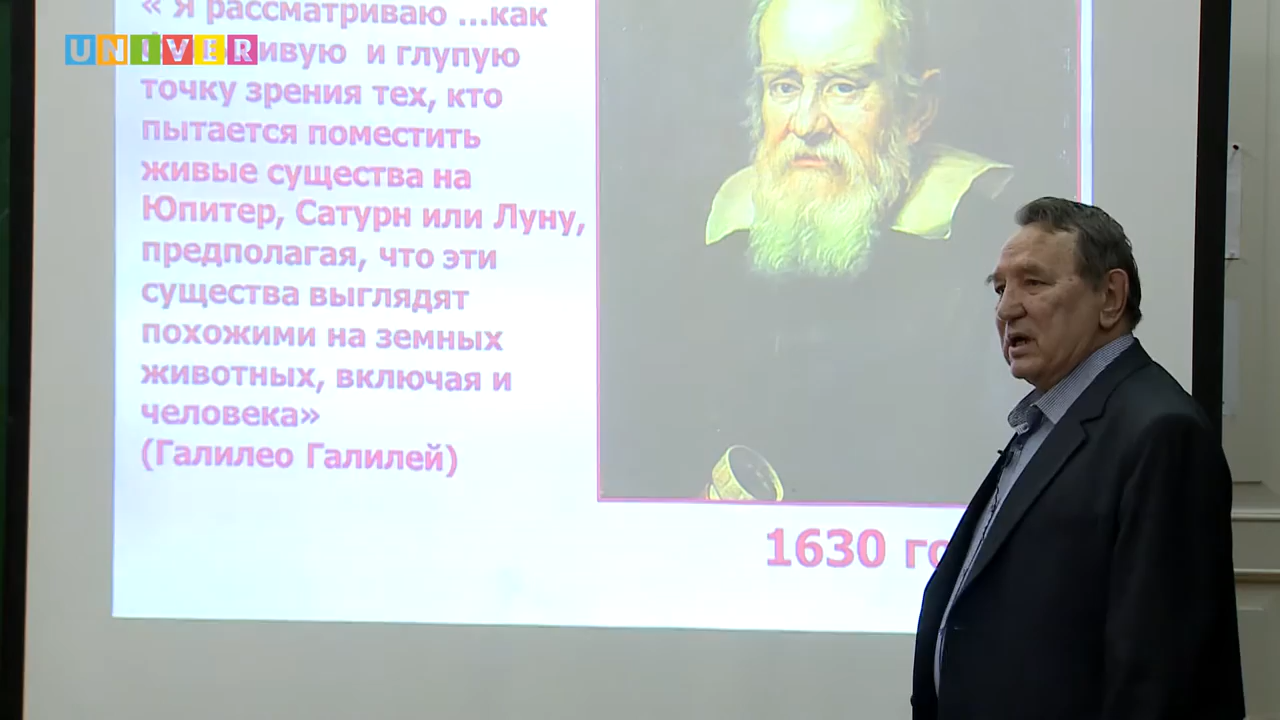 « Я рассматриваю ...как
UNIVER
и глупую
точку зрения тех, кто
пытается поместить
живые существа на
Юпитер, Сатурн или Луну,
предполагая, что эти
существа выглядят
похожими на земных
животных, включая и
человека»
(Галилео Галилей)
1630